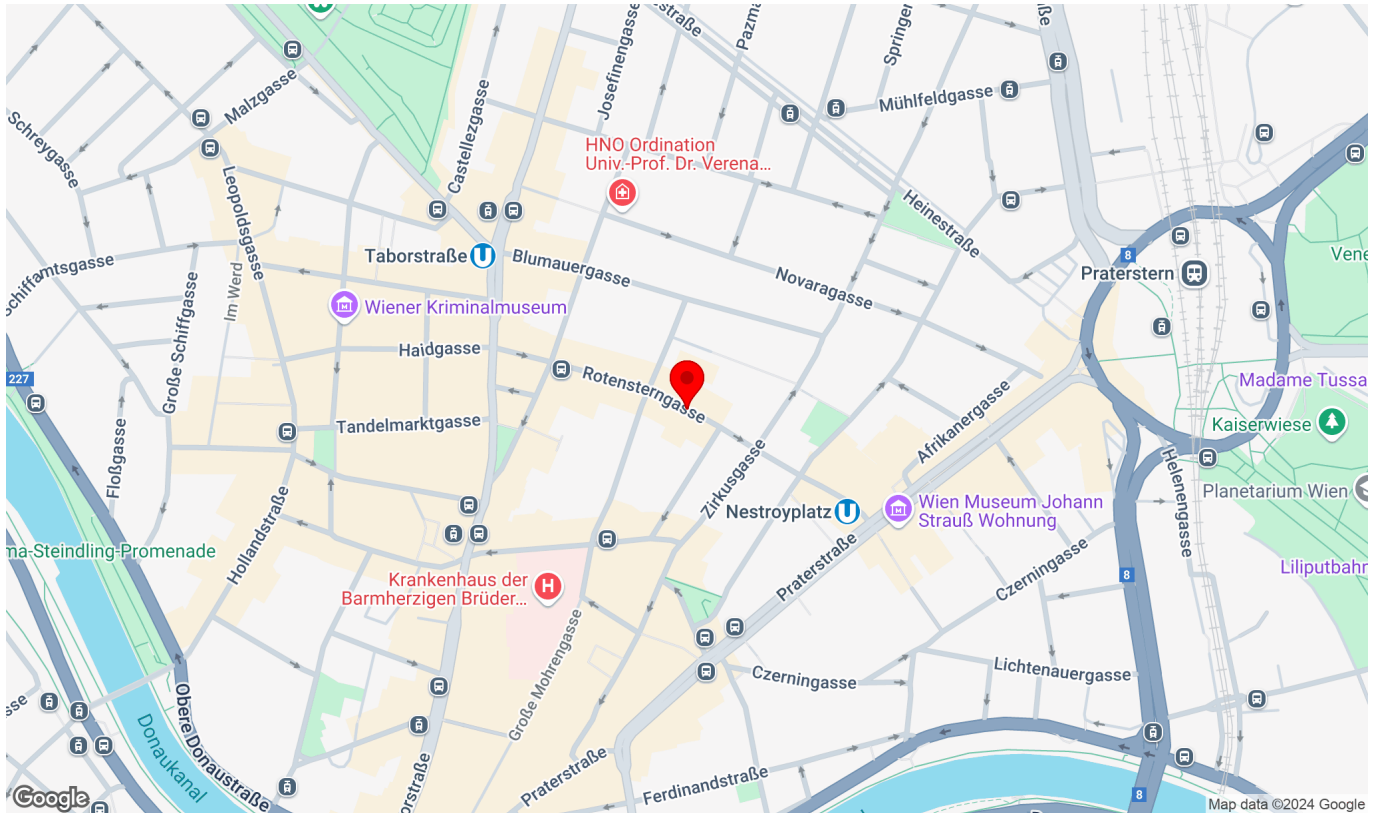 Malzgasse
Schreygasse
Leopoldsgasse
Castellezgasse
Josefinengasse
Mühlfeldgasse
HNO Ordination
Univ.-Prof. Dr. Verena...
Heinestraße
8
Taborstraße
U
Blumauergasse
Novaragasse
Praterstern
Vene
Schiffamtsgasse
Im Werd
Große Schiffgasse
Wiener Kriminalmuseum
Haidgasse
Rotensterngasse
227
Madame Tussa
Kaiserwiese
Afrikanergasse
Tandelmarktgasse
Floßgasse
Zirkusgasse
Helenengasse
Planetarium Wien
Nestroyplatz
U
Wien Museum Johann
Strauß Wohnung
Hollandstraße
ma-Steindling-Promenade
Praterstraße
Czerningasse
Liliputbahn
8
Krankenhaus der
Barmherzigen Brüder...
H
Große Mohrengasse
Czerningasse
Lichtenauergasse
Obere Donaustraße
Donaukanal
Praterstraße
Ferdinandstraße
8
Google
Map data ©2024 Google